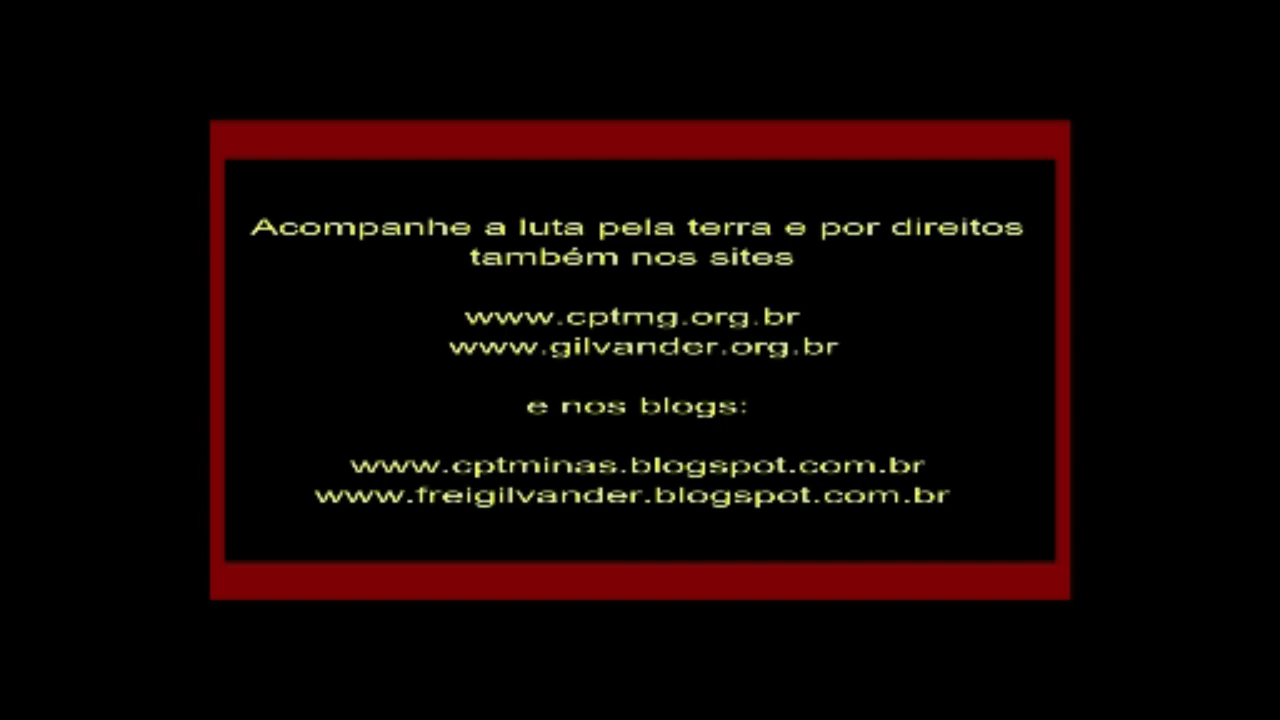 Acompanhe a luta pela terra e por direitos
também nos sites
www.cptmg.org.br
www.gilvander.org.br
e nos blogs:
www.cptminas.blogspot.com.br
www.freigilvander.blogspot.com.br